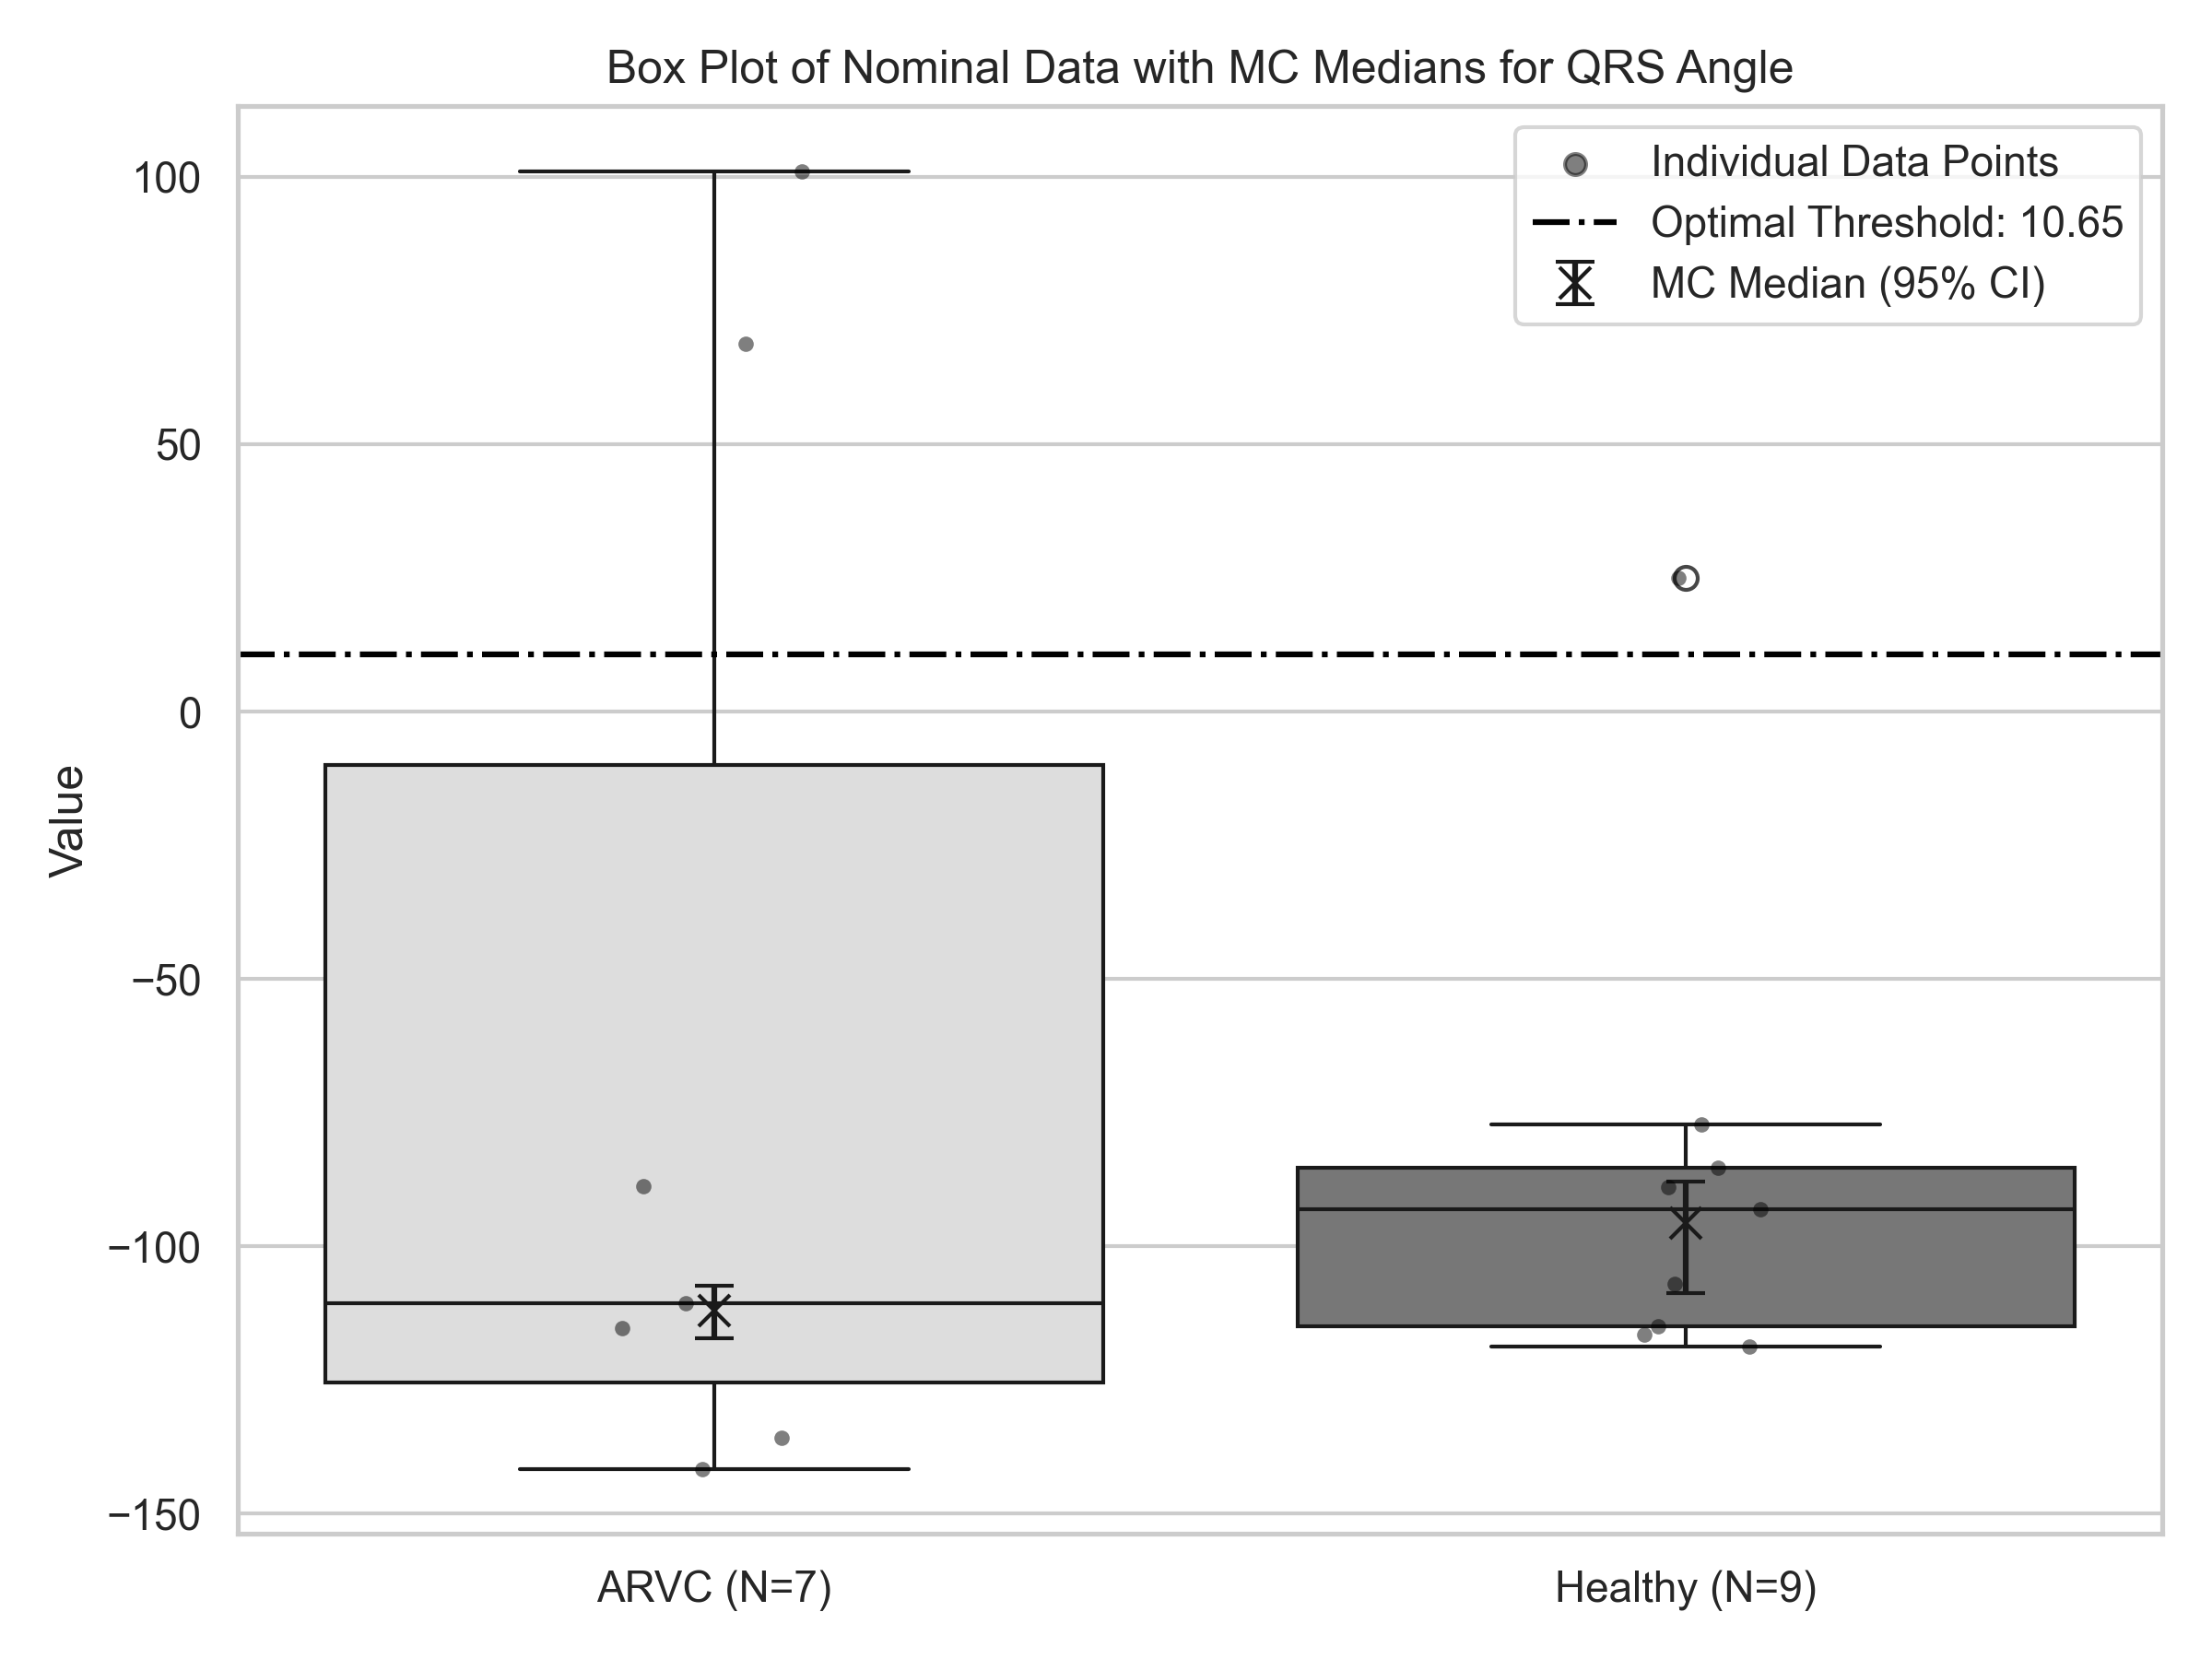 Box Plot of Nominal Data with MC Medians for QRS Angle
Individual Data Points
Optimal Threshold: 10.65
MC Median (95% CI)
100
50
0
−50
−100
−150
Value
ARVC (N=7)
Healthy (N=9)